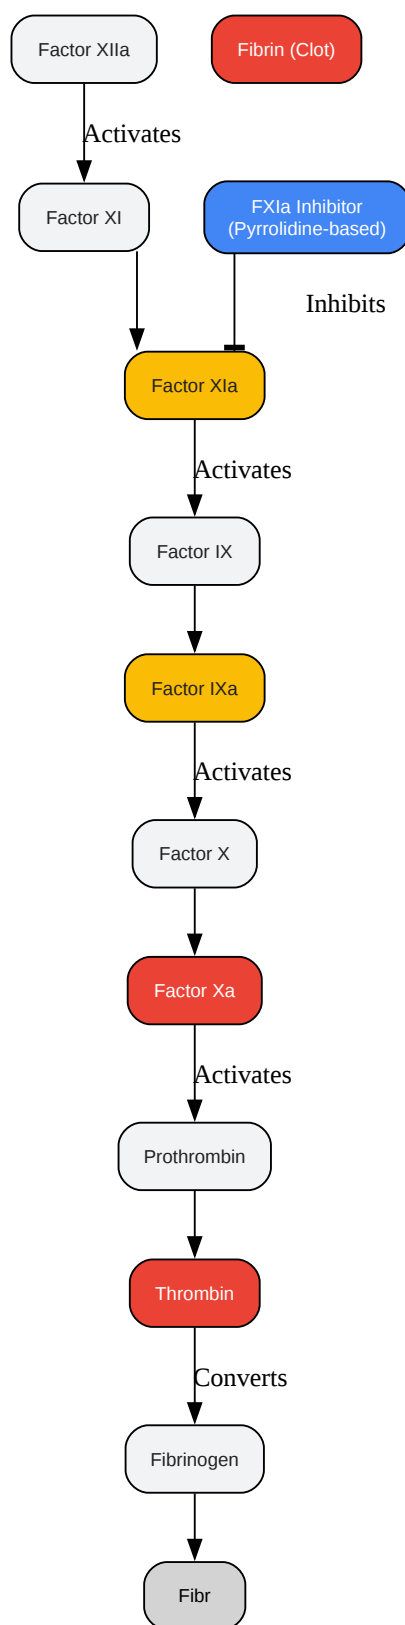 Factor XIIa
Fibrin (Clot)
Activates
Factor XI
FXIa Inhibitor
(Pyrrolidine-based)
Inhibits
Factor XIa
Activates
Factor IX
Factor IXa
Activates
Factor X
Factor Xa
Activates
Prothrombin
Thrombin
Converts
Fibrinogen
Fibr